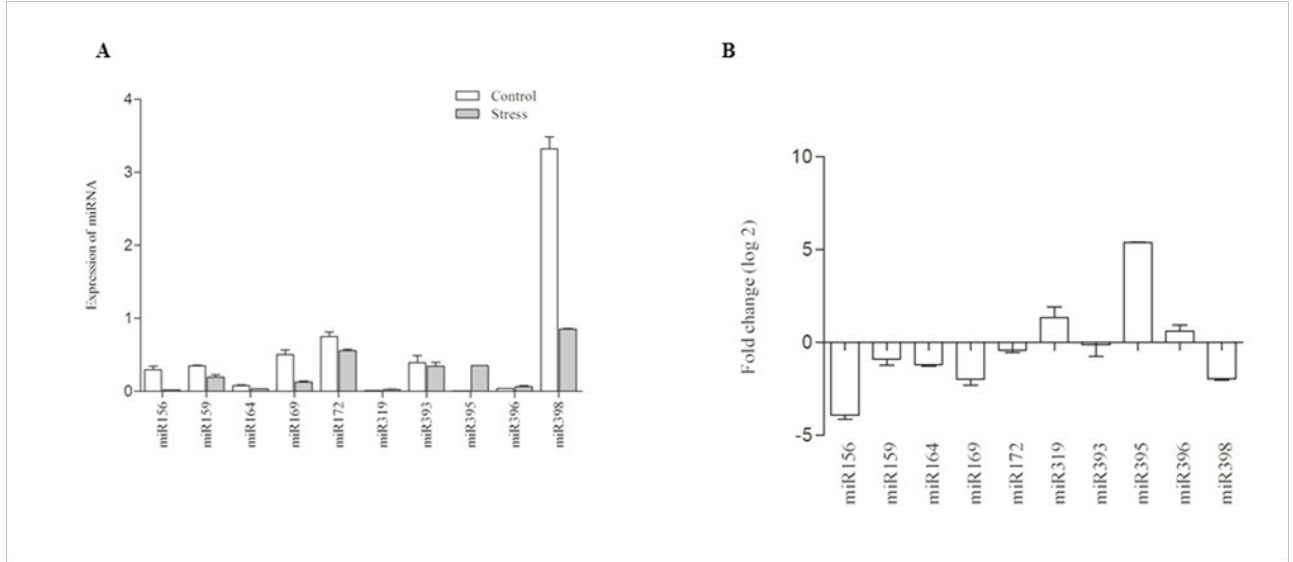 A
Control
Stress
4
3
2
1
0
Expression of miRNA
miR156
miR159
miR164
miR169
miR172
miR319
miR393
miR395
miR396
miR398
B
10
5
0
-5
Fold change (log 2)
miR156
miR159
miR164
miR169
miR172
miR319
miR393
miR395
miR396
miR398